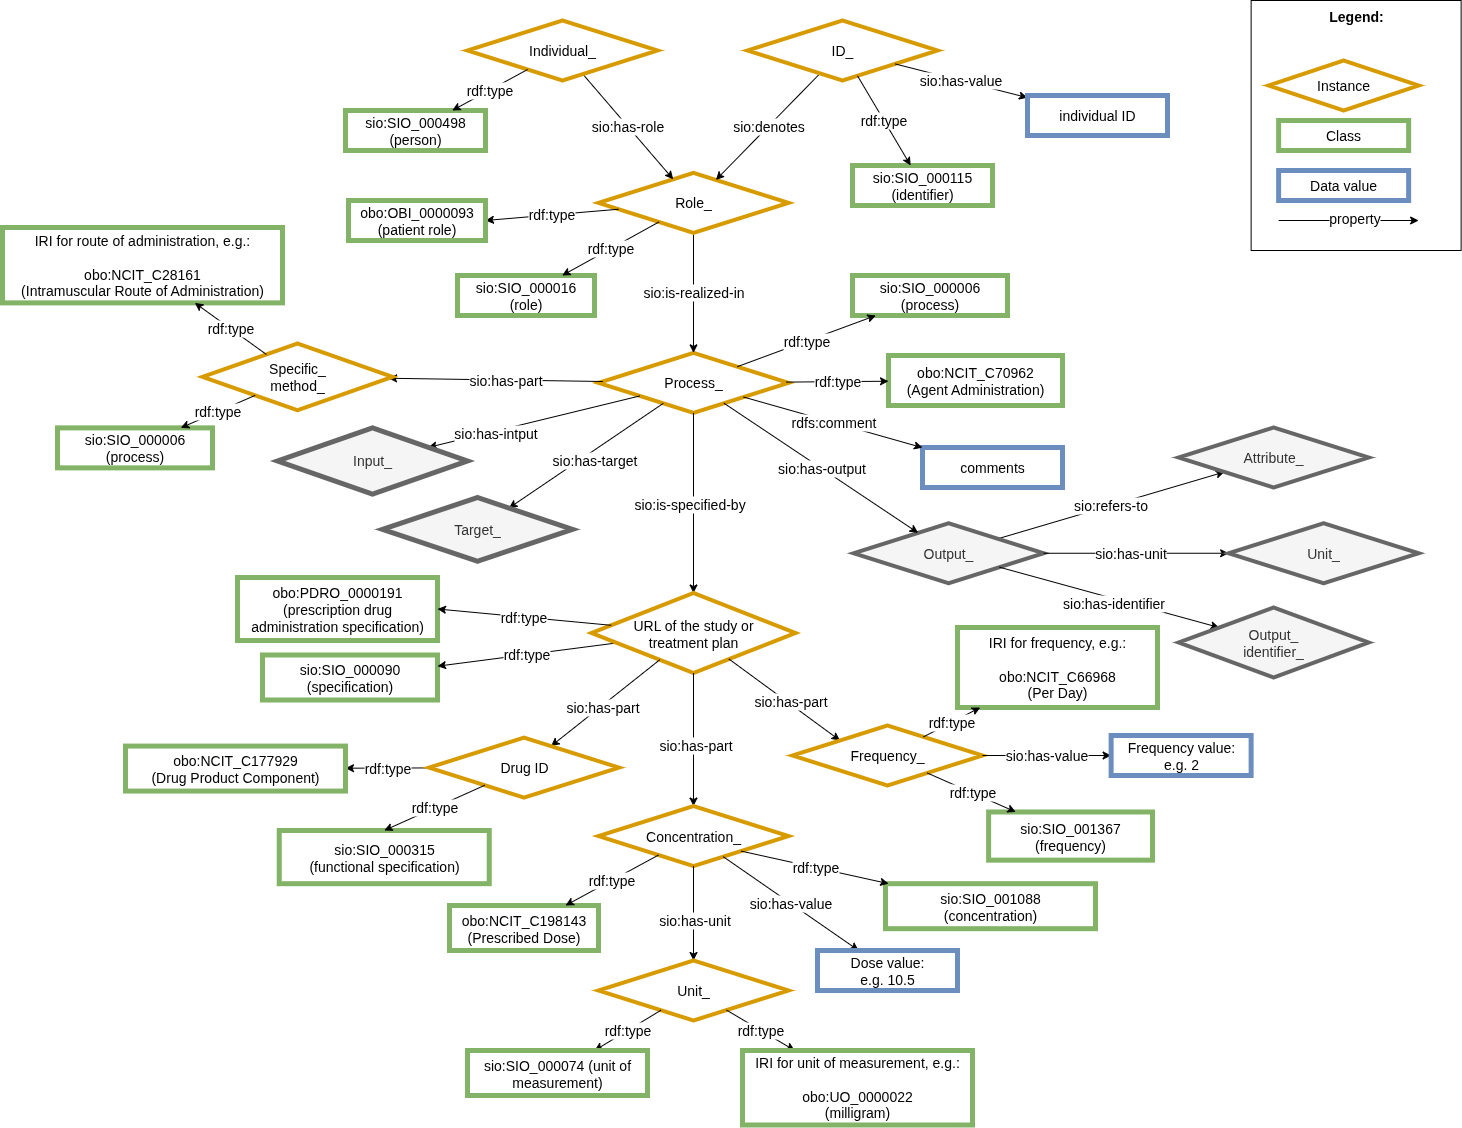 Legend:
Individual_
ID_
rdf:type
sio:has-value
Instance
sio:SIO_000498
(person)
sio:has-role
sio:denotes
rdf:type
individual ID
Class
sio:SIO_000115
(identifier)
Data value
property
Role_
obo:OBI_0000093
(patient role)
rdf:type
rdf:type
IRI for route of administration, e.g.:
obo:NCIT_C28161
(Intramuscular Route of Administration)
sio:SIO_000016
(role)
sio:is-realized-in
sio:SIO_000006
(process)
rdf:type
rdf:type
Specific_
method_
sio:has-part
Process_
rdf:type
obo:NCIT_C70962
(Agent Administration)
rdf:type
sio:SIO_000006
(process)
sio:has-intput
rdfs:comment
Input_
sio:has-target
sio:has-output
comments
Attribute_
sio:is-specified-by
sio:refers-to
Target_
Output_
sio:has-unit
Unit_
sio:has-identifier
Output_
identifier_
obo:PDRO_0000191
(prescription drug
administration specification)
rdf:type
URL of the study or
treatment plan
IRI for frequency, e.g.:
obo:NCIT_C66968
(Per Day)
sio:SIO_000090
(specification)
rdf:type
sio:has-part
sio:has-part
sio:has-part
rdf:type
Frequency_
sio:has-value
Frequency value:
e.g. 2
obo:NCIT_C177929
(Drug Product Component)
rdf:type
Drug ID
rdf:type
rdf:type
sio:SIO_001367
(frequency)
sio:SIO_000315
(functional specification)
Concentration_
rdf:type
rdf:type
sio:has-value
sio:SIO_001088
(concentration)
obo:NCIT_C198143
(Prescribed Dose)
sio:has-unit
Dose value:
e.g. 10.5
Unit_
rdf:type
rdf:type
sio:SIO_000074 (unit of
measurement)
IRI for unit of measurement, e.g.:
obo:UO_0000022
(milligram)